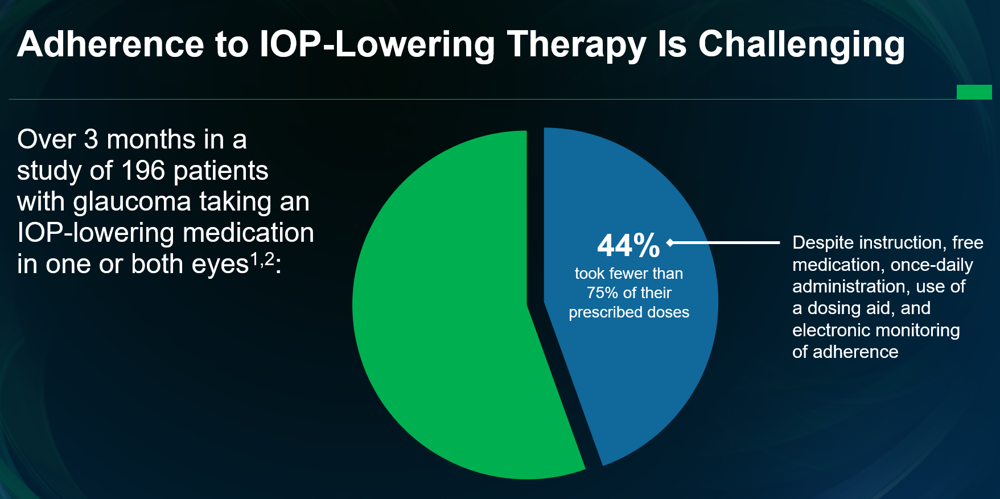 Adherence to IOP-Lowering Therapy Is Challenging
Over 3 months in a
study of 196 patients
with glaucoma taking an
IOP-lowering medication
in one or both eyes1,2:
44%
took fewer than
75% of their
prescribed doses
Despite instruction, free
medication, once-daily
administration, use of
a dosing aid, and
electronic monitoring
of adherence